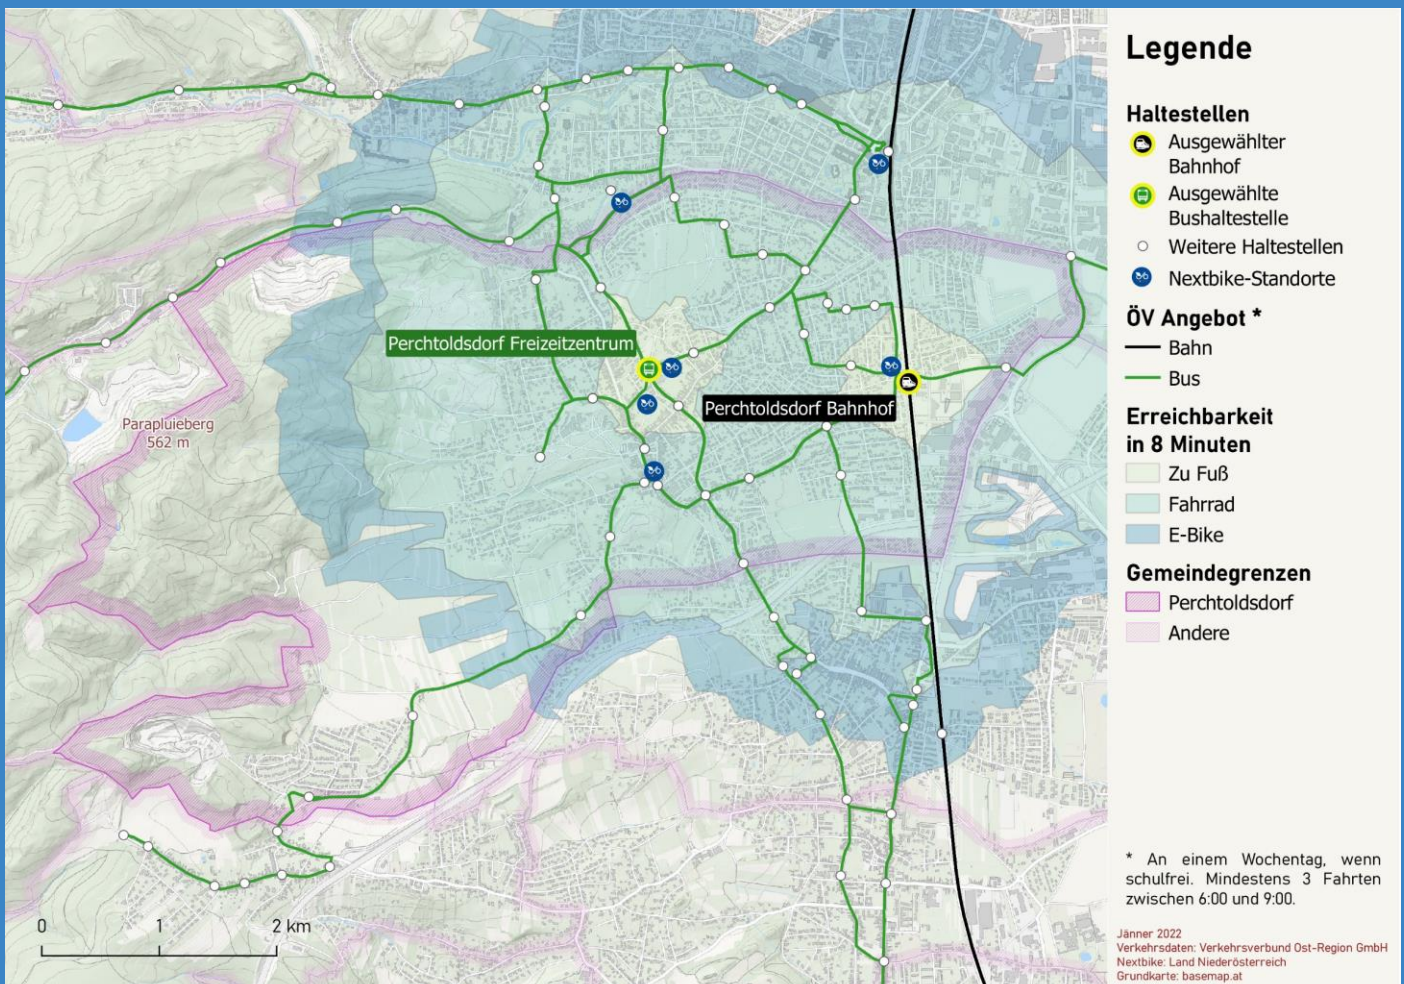 Perchtoldsdorf Freizeitzentrum
Perchtoldsdorf Bahnhof
Parapluieberg
562 m
0 1 2 km
Legende
Haltestellen
Ausgewählter
Bahnhof
Ausgewählte
Bushaltestelle
Weitere Haltestellen
Nextbike-Standorte
ÖV Angebot *
Bahn
Bus
Erreichbarkeit
in 8 Minuten
Zu Fuß
Fahrrad
E-Bike
Gemeindegrenzen
Perchtoldsdorf
Andere
* An einem Wochentag, wenn
schulfrei. Mindestens 3 Fahrten
zwischen 6:00 und 9:00.
Jänner 2022
Verkehrsdaten: Verkehrsverbund Ost-Region GmbH
Nextbike: Land Niederösterreich
Grundkarte: basemap.at